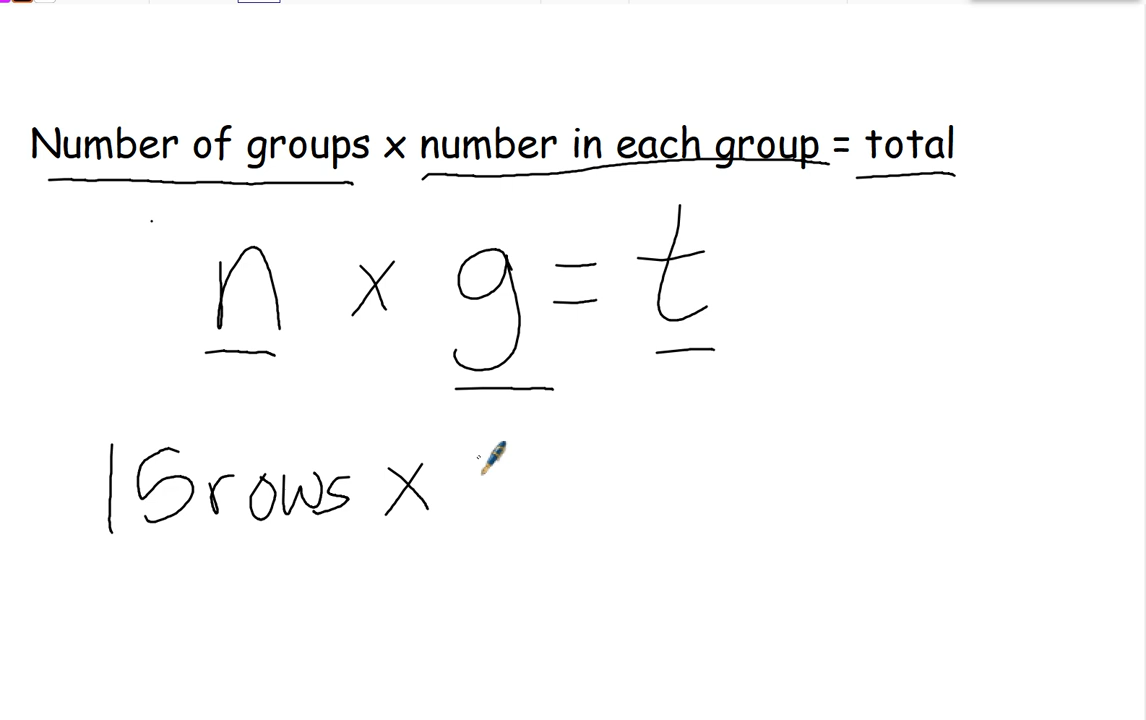 Number of groups x number in each group = total
n x g = t
15 rows x